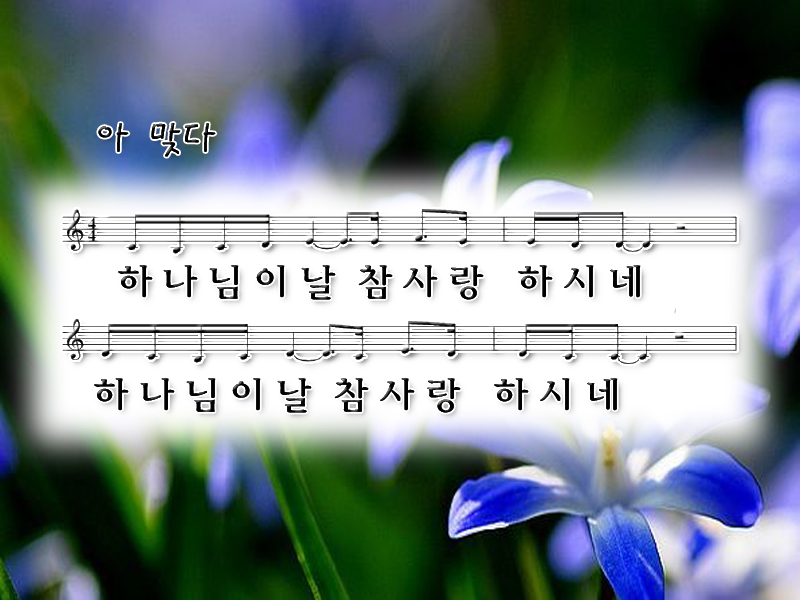 아 맞다
하 나 님 이 날 참 사 랑 하 시 네
하 나 님 이 날 참 사 랑 하 시 네